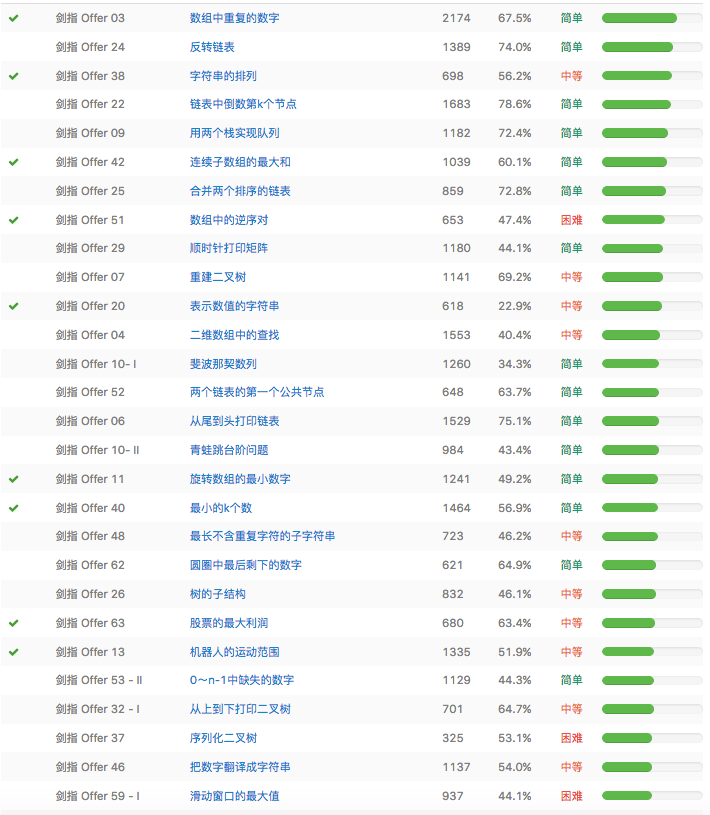 剑指 Offer 03 数组中重复的数字 2174 67.5% 简单
剑指 Offer 24 反转链表 1389 74.0% 简单
剑指 Offer 38 字符串的排列 698 56.2% 中等
剑指 Offer 22 链表中倒数第k个节点 1683 78.6% 简单
剑指 Offer 09 用两个栈实现队列 1182 72.4% 简单
剑指 Offer 42 连续子数组的最大和 1039 60.1% 简单
剑指 Offer 25 合并两个排序的链表 859 72.8% 简单
剑指 Offer 51 数组中的逆序对 653 47.4% 困难
剑指 Offer 29 顺时针打印矩阵 1180 44.1% 简单
剑指 Offer 07 重建二叉树 1141 69.2% 中等
剑指 Offer 20 表示数值的字符串 618 22.9% 中等
剑指 Offer 04 二维数组中的查找 1553 40.4% 中等
剑指 Offer 10- I 斐波那契数列 1260 34.3% 简单
剑指 Offer 52 两个链表的第一个公共节点 648 63.7% 简单
剑指 Offer 06 从尾到头打印链表 1529 75.1% 简单
剑指 Offer 10- II 青蛙跳台阶问题 984 43.4% 简单
剑指 Offer 11 旋转数组的最小数字 1241 49.2% 简单
剑指 Offer 40 最小的k个数 1464 56.9% 简单
剑指 Offer 48 最长不含重复字符的子字符串 723 46.2% 中等
剑指 Offer 62 圆圈中最后剩下的数字 621 64.9% 简单
剑指 Offer 26 树的子结构 832 46.1% 中等
剑指 Offer 63 股票的最大利润 680 63.4% 中等
剑指 Offer 13 机器人的运动范围 1335 51.9% 中等
剑指 Offer 53 - II 0～n-1中缺失的数字 1129 44.3% 简单
剑指 Offer 32 - I 从上到下打印二叉树 701 64.7% 中等
剑指 Offer 37 序列化二叉树 325 53.1% 困难
剑指 Offer 46 把数字翻译成字符串 1137 54.0% 中等
剑指 Offer 59 - I 滑动窗口的最大值 937 44.1% 困难